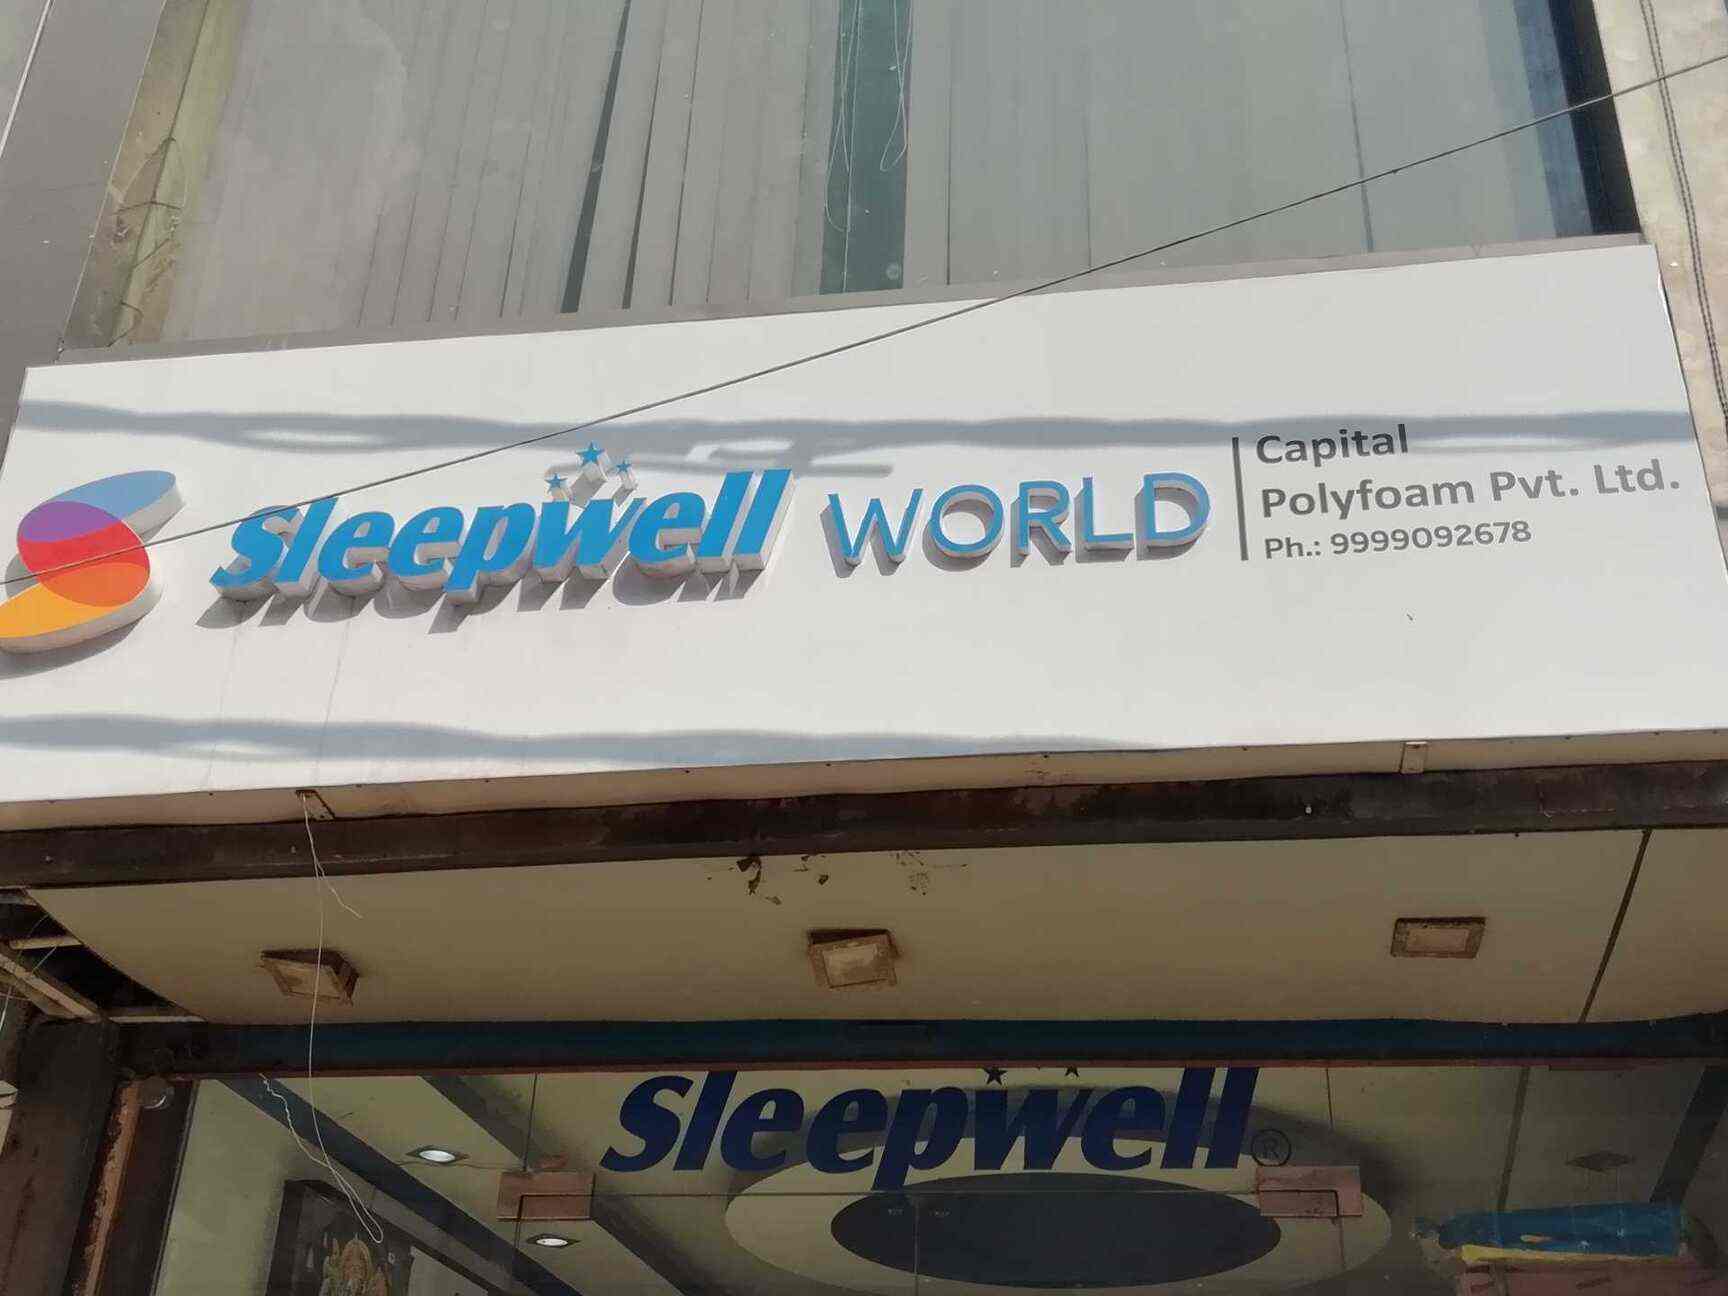 Sleepwell WORLD
Capital
Polyfoam Pvt. Ltd.
Ph.: 9999092678
Sleepwell®